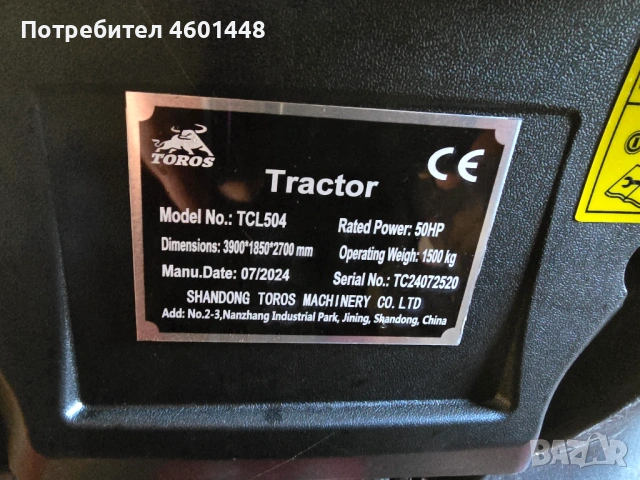 Потребител 4601448
TOROS
CE
Tractor
Model No.: TCL504
Rated Power: 50HP
Dimensions: 3900*1850*2700 mm
Operating Weigh: 1500 kg
Manu.Date: 07/2024
Serial No.: TC24072520
SHANDONG TOROS MACHINERY CO.LTD
Add: No.2-3,Nanzhang Industrial Park, Jining, Shandong, China
BAZAR